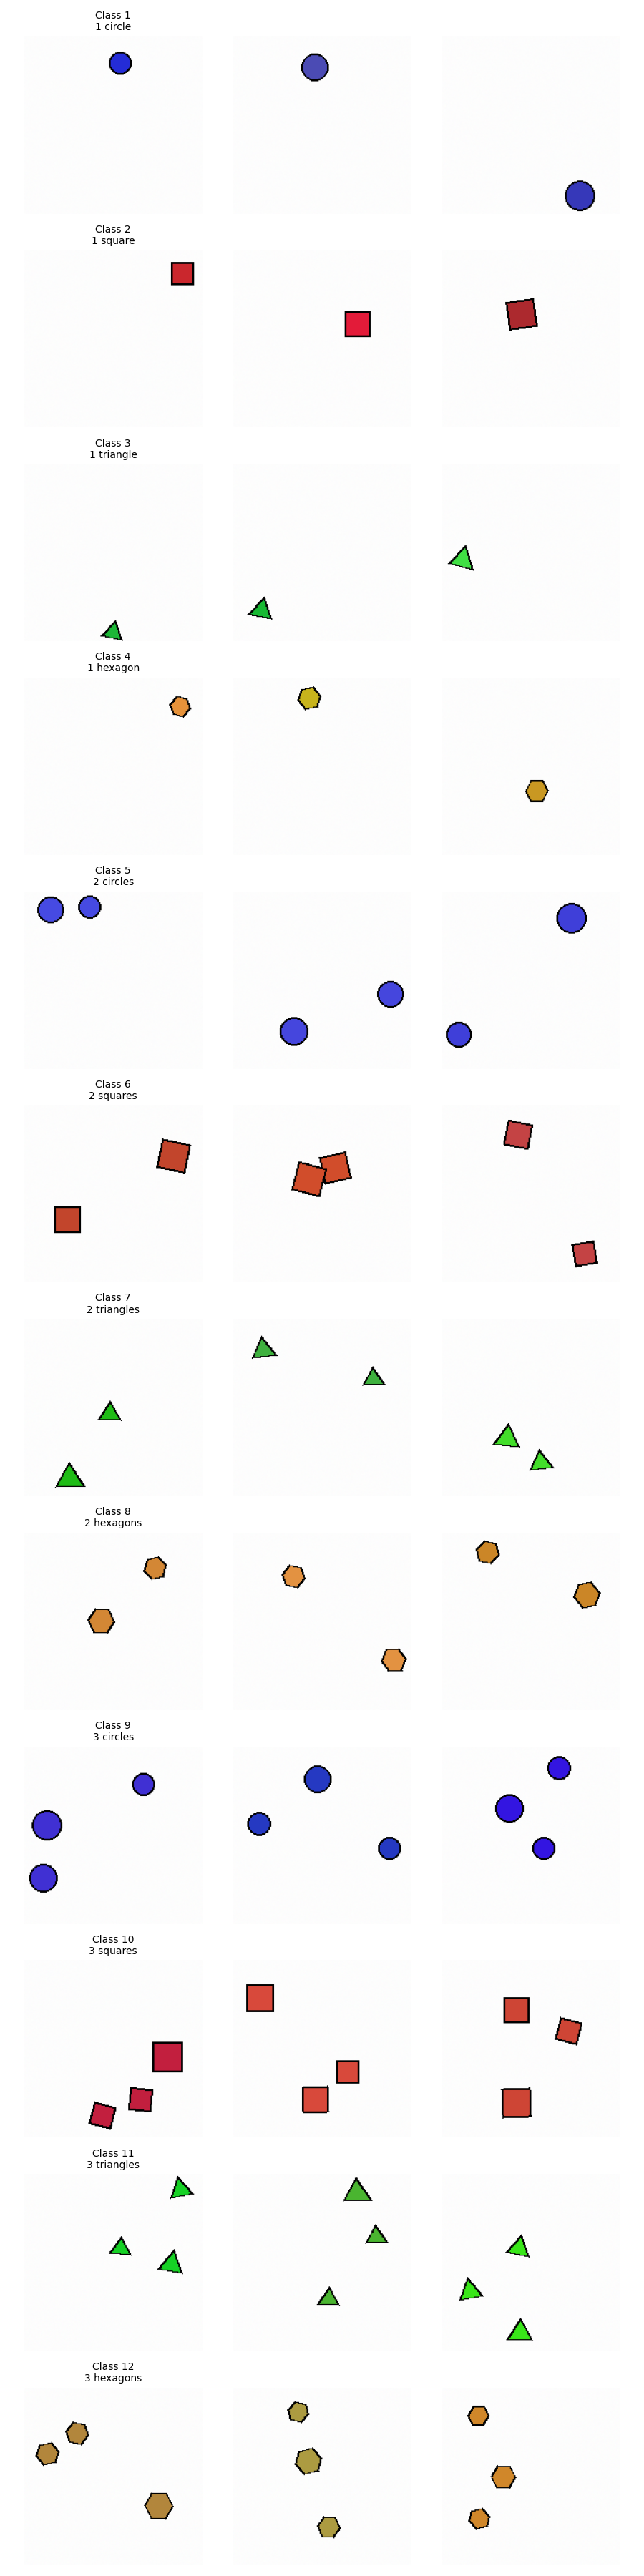 Class 1
1 circle
Class 2
1 square
Class 3
1 triangle
Class 4
1 hexagon
Class 5
2 circles
Class 6
2 squares
Class 7
2 triangles
Class 8
2 hexagons
Class 9
3 circles
Class 10
3 squares
Class 11
3 triangles
Class 12
3 hexagons